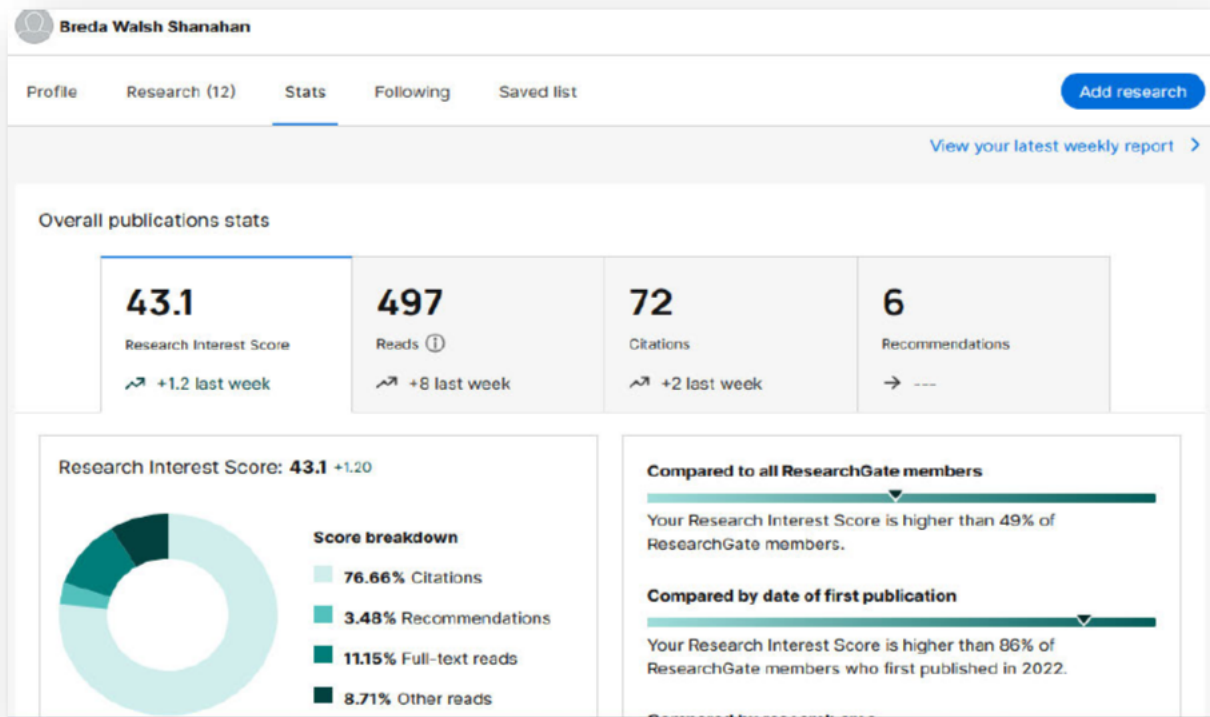 Breda Walsh Shanahan
Profile Research (12) Stats Following Saved list Add research
View your latest weekly report >
Overall publications stats
43.1
Research Interest Score
+1.2 last week
497
Reads
+8 last week
72
Citations
+2 last week
6
Recommendations
---
Research Interest Score: 43.1 +1.20
Score breakdown
76.66% Citations
3.48% Recommendations
11.15% Full-text reads
8.71% Other reads
Compared to all ResearchGate members
Your Research Interest Score is higher than 49% of
ResearchGate members.
Compared by date of first publication
Your Research Interest Score is higher than 86% of
ResearchGate members who first published in 2022.